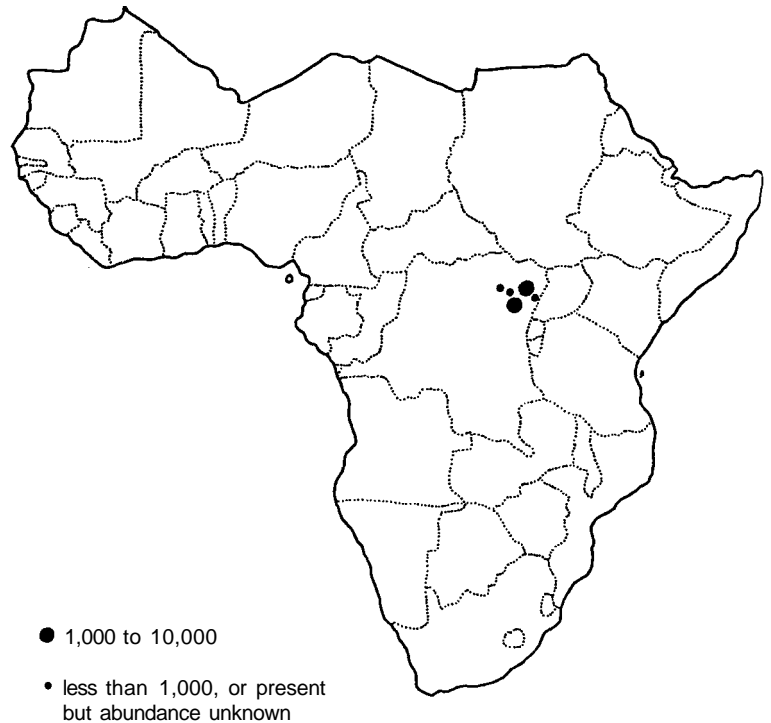 1,000 to 10,000
less than 1,000, or present
but abundance unknown